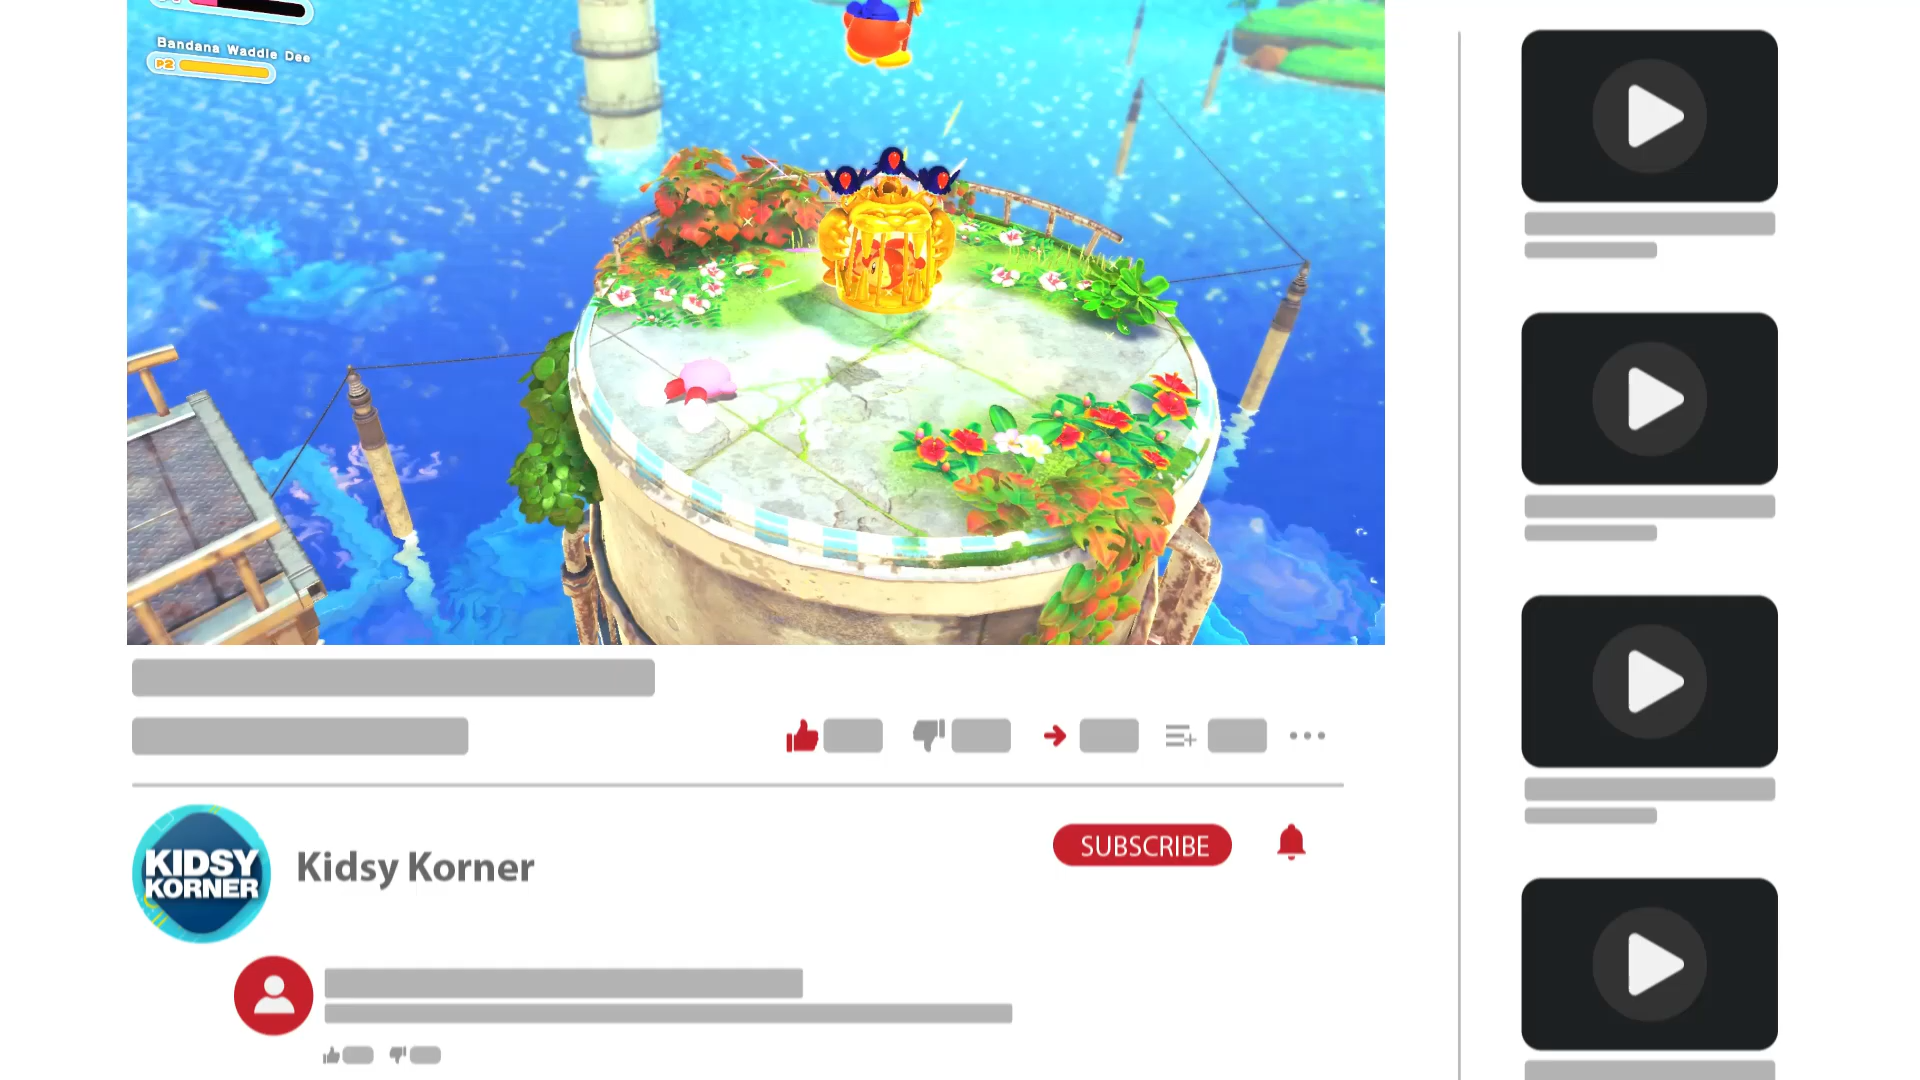 Bandana Waddle Dee
P2
SUBSCRIBE
KIDSY
KORNER
Kidsy Korner